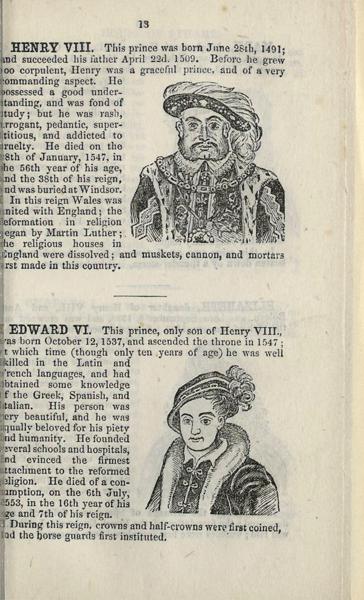 13
HENRY VIII. This prince was born June 28th, 1491;
and succeeded his father April 22d. 1509. Before he grew
too corpulent, Henry was a graceful prince, and of a very
commanding aspect. He
possessed a good under-
standing, and was fond of
study; but he was rash,
arrogant, pedantic, super-
stitious, and addicted to
cruelty. He died on the
28th of January, 1547, in
the 56th year of his age,
and the 38th of his reign,
and was buried at Windsor.
In this reign Wales was
united with England; the
reformation in religion
began by Martin Luther;
the religious houses in
England were dissolved; and muskets, cannon, and mortars
first made in this country.
EDWARD VI. This prince, only son of Henry VIII.,
was born October 12, 1537, and ascended the throne in 1547;
at which time (though only ten years of age) he was well
skilled in the Latin and
French languages, and had
obtained some knowledge
of the Greek, Spanish, and
Italian. His person was
very beautiful, and he was
equally beloved for his piety
and humanity. He founded
several schools and hospitals,
and evinced the firmest
attachment to the reformed
religion. He died of a con-
sumption, on the 6th July,
1553, in the 16th year of his
age and 7th of his reign.
During this reign, crowns and half-crowns were first coined,
and the horse guards first instituted.